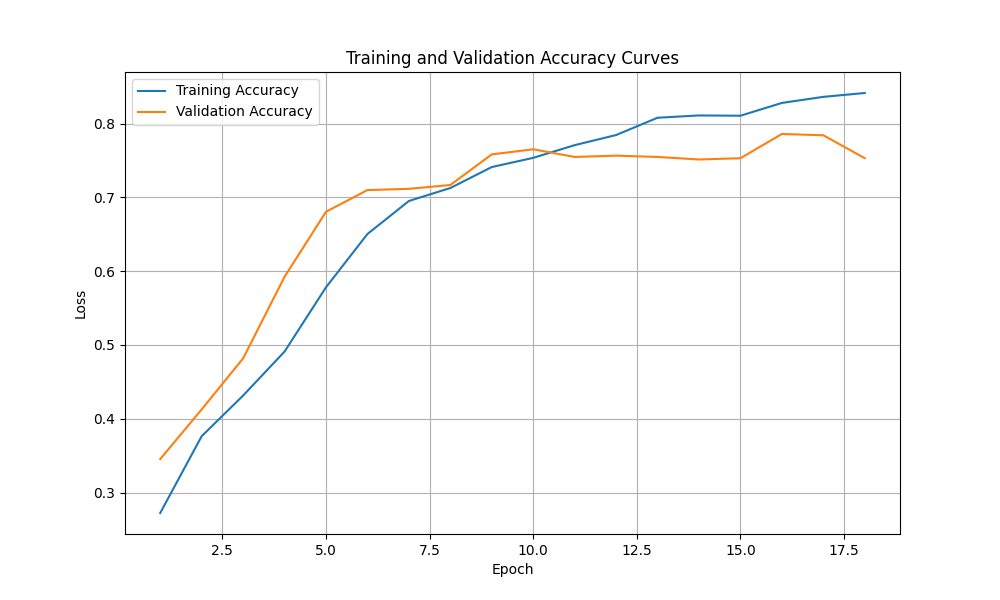 Training and Validation Accuracy Curves
Training Accuracy
Validation Accuracy
Loss
0.8
0.7
0.6
0.5
0.4
0.3
2.5 5.0 7.5 10.0 12.5 15.0 17.5
Epoch